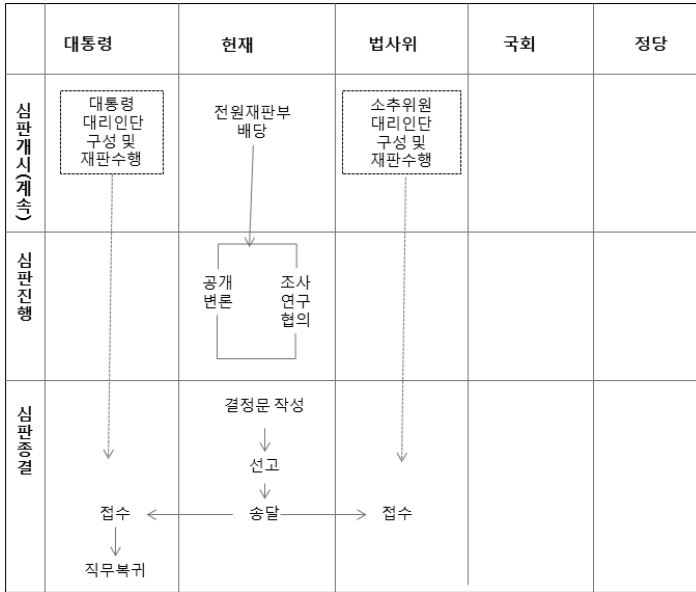 대통령 헌재 법사위 국회 정당
심판개시(계속)
대통령
대리인단
구성 및
재판수행
전원재판부
배당
소추위원
대리인단
구성 및
재판수행
심판진행
공개
변론
조사
연구
협의
심판종결
결정문 작성
선고
접수 송달 접수
직무복귀